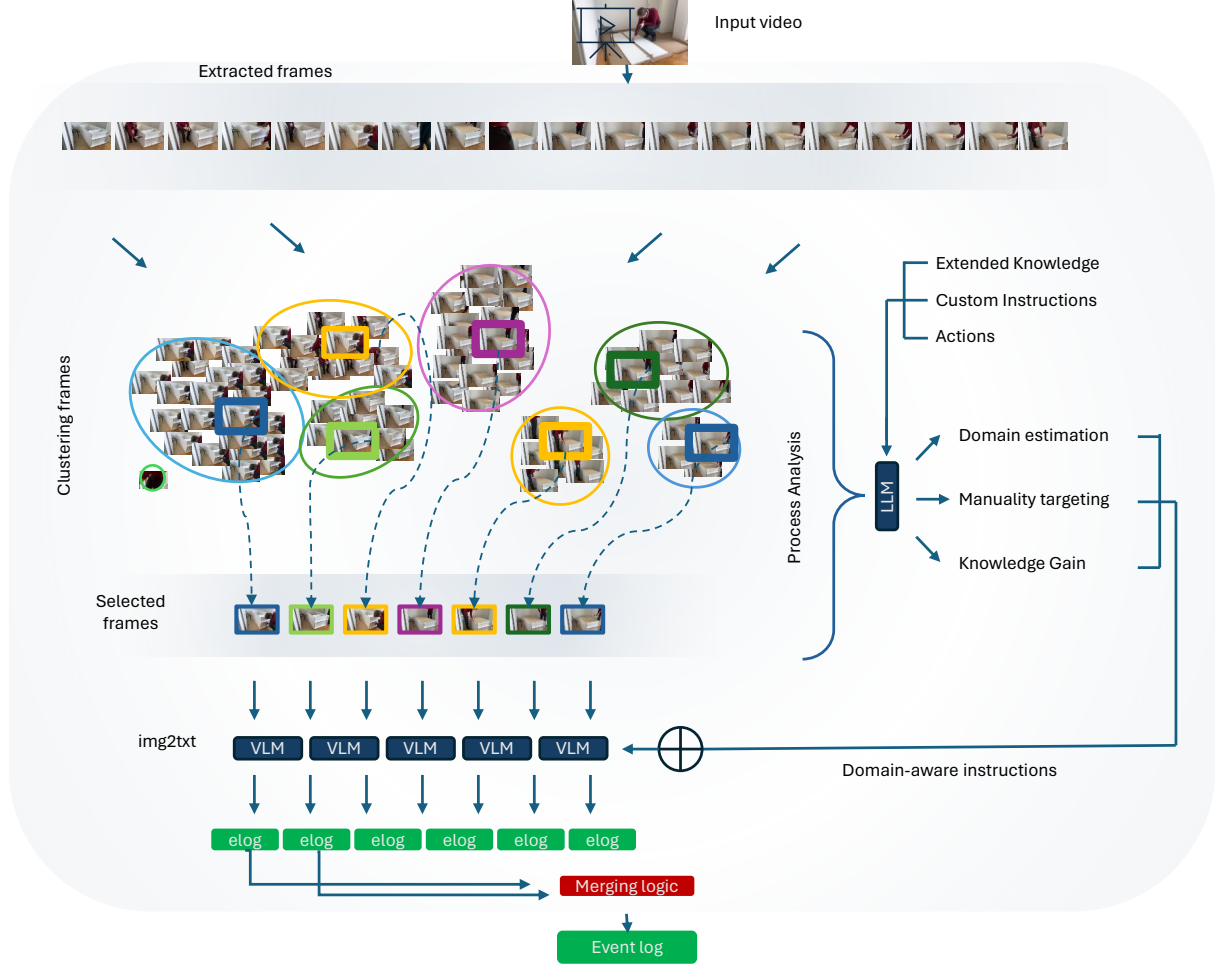 Input video
Extracted frames
Extended Knowledge
Custom Instructions
Actions
Clustering frames
Process Analysis
LLM
Domain estimation
Manuality targeting
Knowledge Gain
Selected
frames
img2txt
VLM VLM VLM VLM VLM
Domain-aware instructions
elog elog elog elog elog elog
Merging logic
Event log